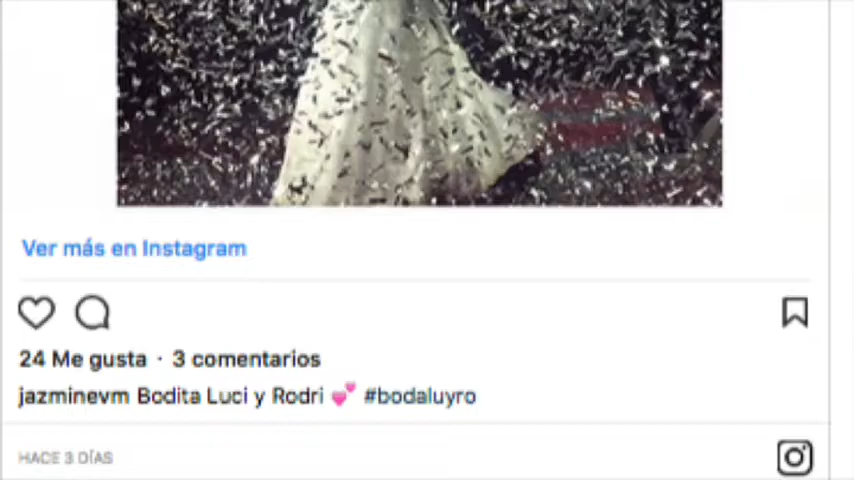 Ver más en Instagram
24 Me gusta · 3 comentarios
jazminevm Bodita Luci y Rodri 💕 #bodaluyro
HACE 3 DÍAS